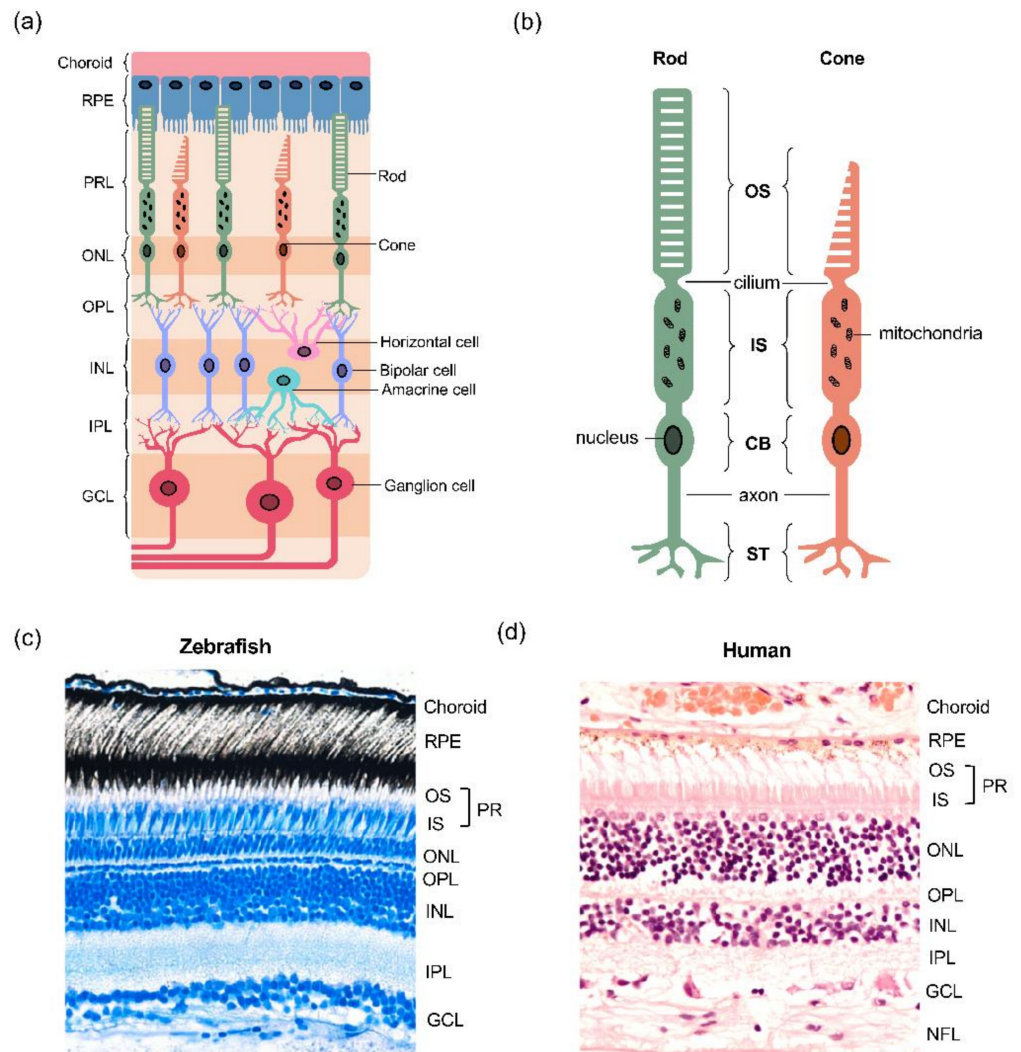 (a)
Choroid
RPE
PRL
Rod
ONL
Cone
OPL
Horizontal cell
INL
Bipolar cell
Amacrine cell
IPL
GCL
Ganglion cell
(b)
Rod
Cone
OS
cilium
IS
mitochondria
nucleus
CB
axon
ST
(c)
Zebrafish
Choroid
RPE
OS
PR
IS
ONL
OPL
INL
IPL
GCL
(d)
Human
Choroid
RPE
OS
PR
IS
ONL
OPL
INL
IPL
GCL
NFL